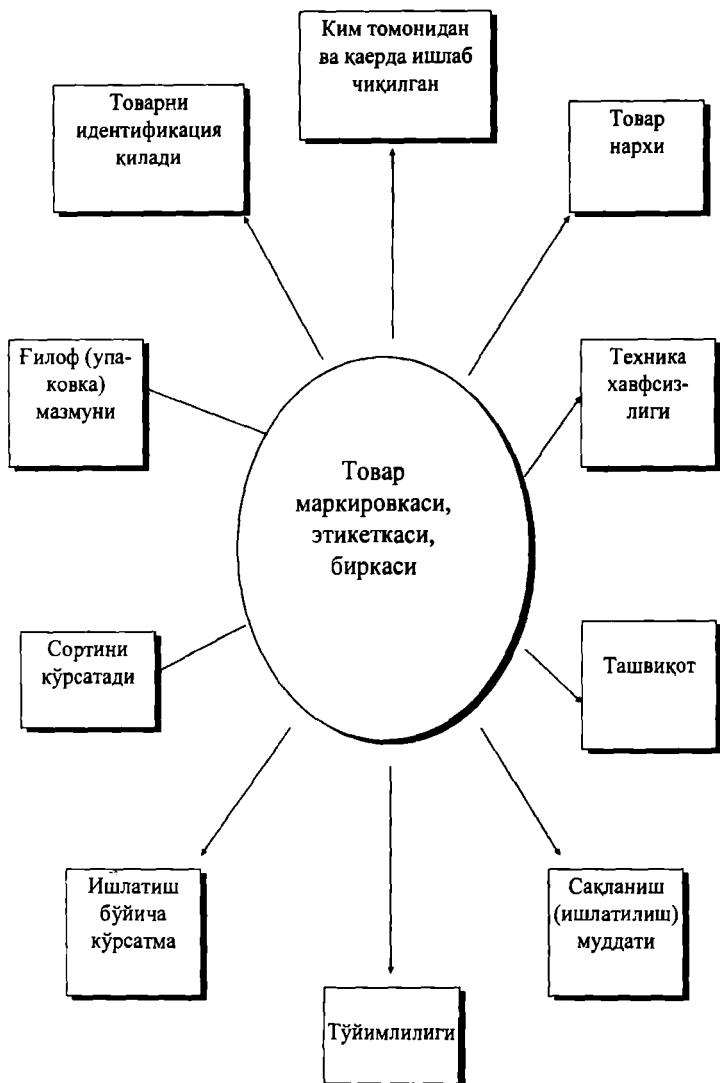 Ким томонидан
ва қаерда ишлаб
чиқилган
Товарни
идентификация
қилади
Товар
нархи
Ғилоф (упа-
ковка)
мазмуни
Техника
хавфсиз-
лиги
Товар
маркировкаси,
этикеткаси,
биркаси
Сортини
кўрсатади
Ташвиқот
Ишлатиш
бўйича
кўрсатма
Сақланиш
(ишлатилиш)
муддати
Тўйимлилиги